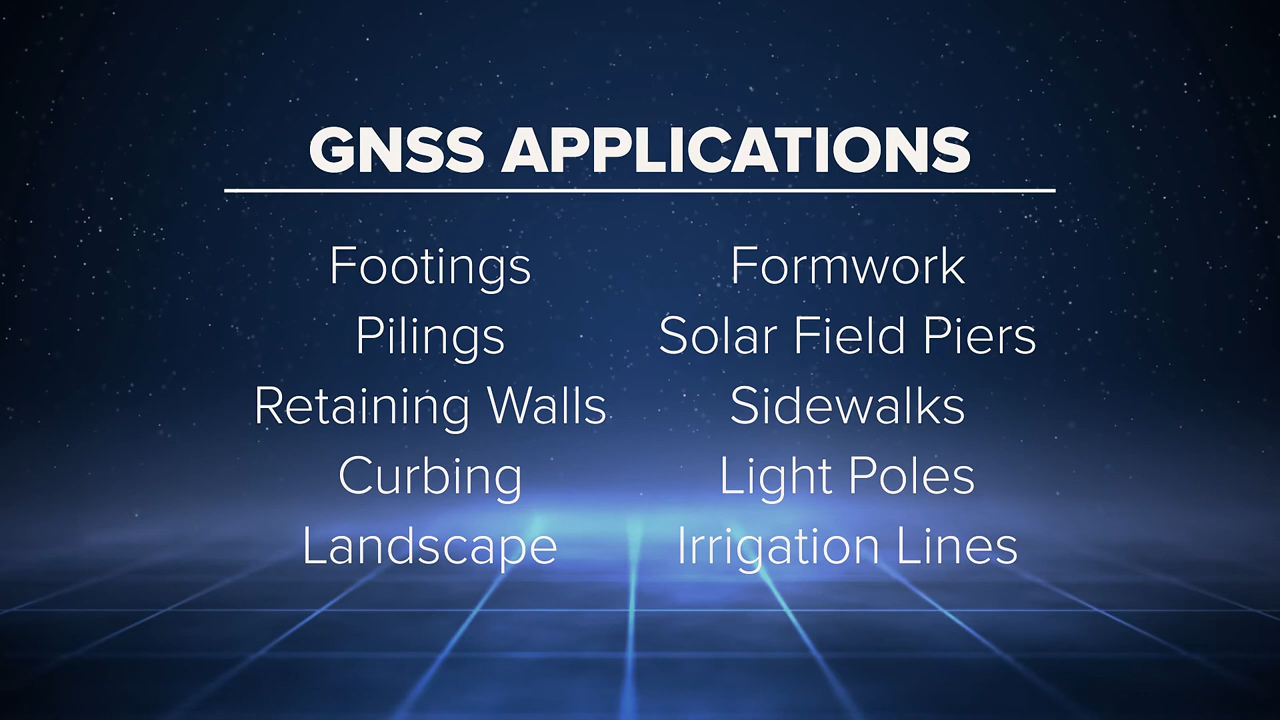 GNSS APPLICATIONS
Footings
Pilings
Retaining Walls
Curbing
Landscape
Formwork
Solar Field Piers
Sidewalks
Light Poles
Irrigation Lines